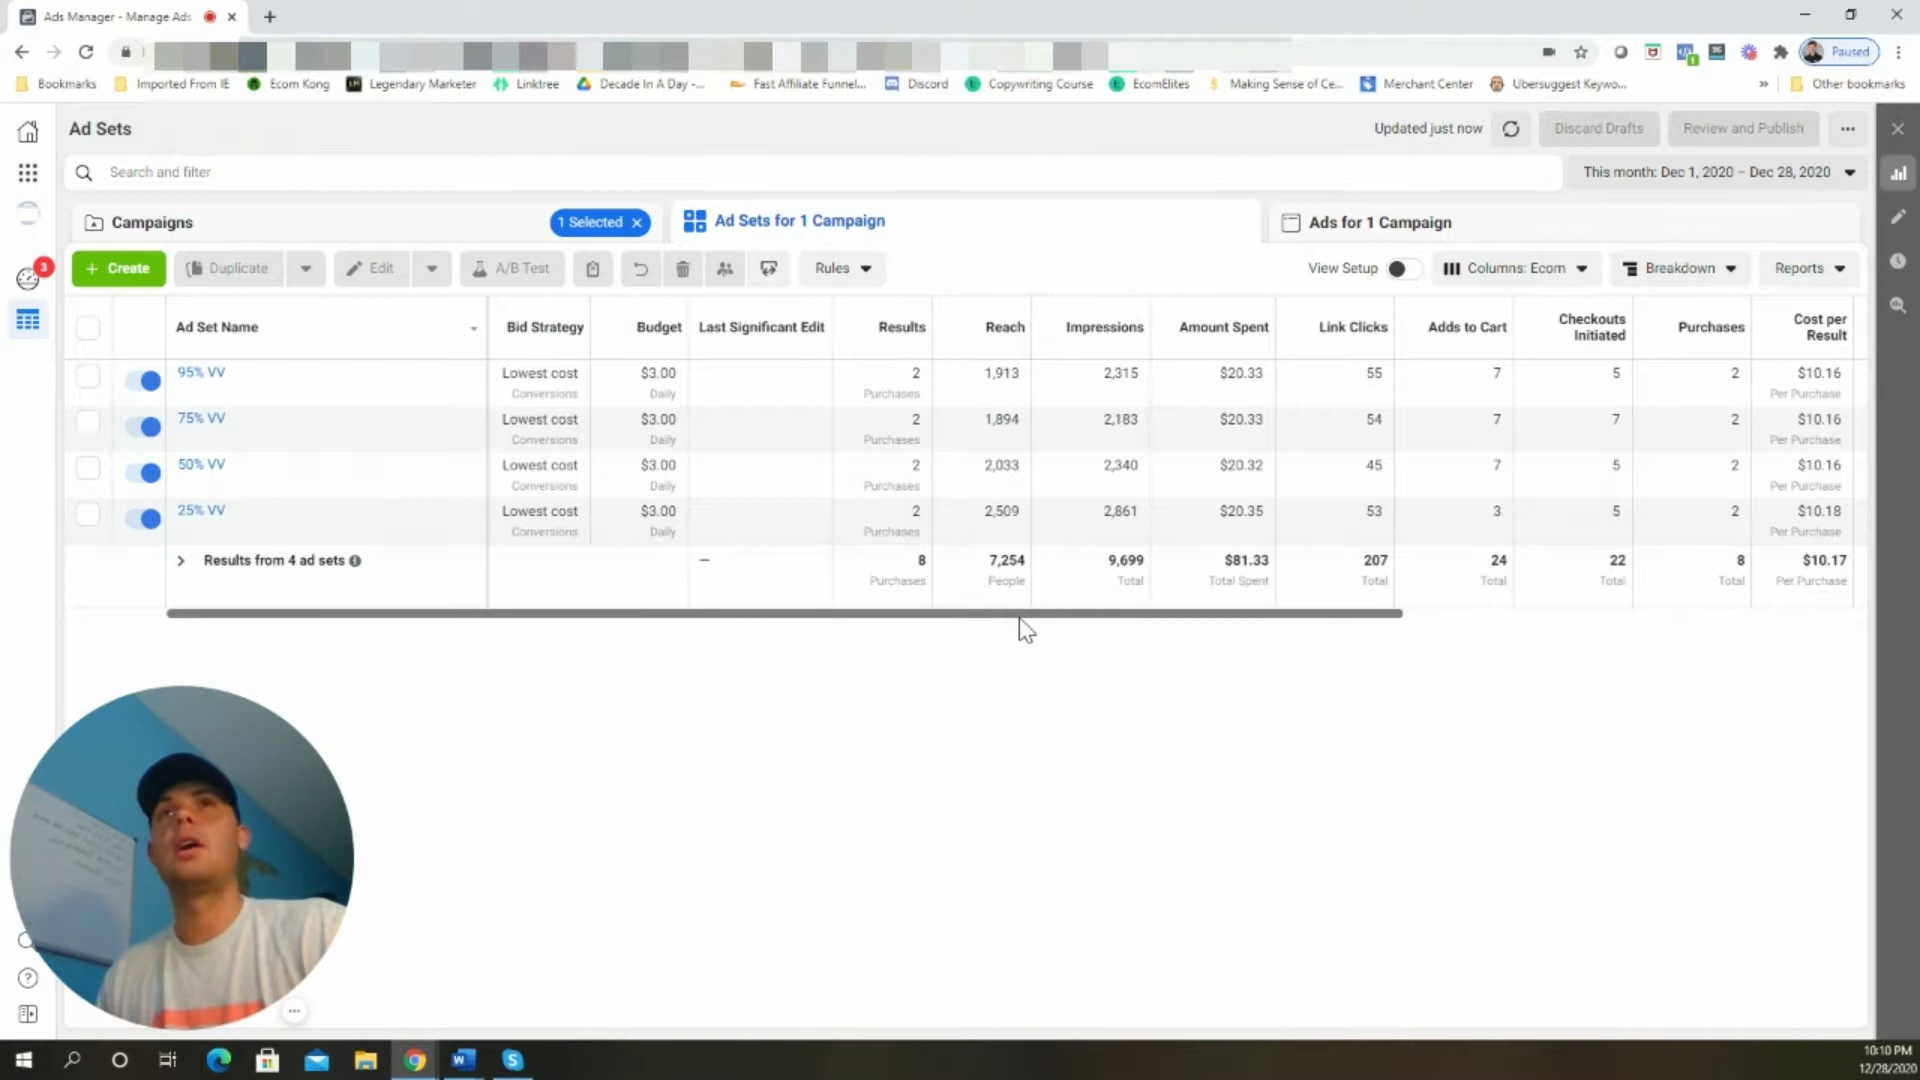 Ads Manager - Manage Ads
Paused
Bookmarks
Imported From IE
Ecom Kong
Legendary Marketer
Linktree
Decade In A Day -...
Fast Affiliate Funnel...
Discord
Copywriting Course
EcomElites
Making Sense of Ce...
Merchant Center
Ubersuggest Keywo...
Other bookmarks
Ad Sets
Updated just now
Discard Drafts
Review and Publish
Search and filter
This month: Dec 1, 2020 – Dec 28, 2020
Campaigns
1 Selected
Ad Sets for 1 Campaign
Ads for 1 Campaign
3
+ Create
Duplicate
Edit
A/B Test
Rules
View Setup
Columns: Ecom
Breakdown
Reports
Ad Set Name Bid Strategy Budget Last Significant Edit Results Reach Impressions Amount Spent Link Clicks Adds to Cart Checkouts Initiated Purchases Cost per Result
95% VV Lowest cost $3.00 2 1,913 2,315 $20.33 55 7 5 2 $10.16
Conversions Daily Purchases Per Purchase
75% VV Lowest cost $3.00 2 1,894 2,183 $20.33 54 7 7 2 $10.16
Conversions Daily Purchases Per Purchase
50% VV Lowest cost $3.00 2 2,033 2,340 $20.32 45 7 5 2 $10.16
Conversions Daily Purchases Per Purchase
25% VV Lowest cost $3.00 2 2,509 2,861 $20.35 53 3 5 2 $10.18
Conversions Daily Purchases Per Purchase
Results from 4 ad sets — 8 7,254 9,699 $81.33 207 24 22 8 $10.17
Purchases People Total Total Spent Total Total Total Total Per Purchase
10:10 PM
12/28/2020